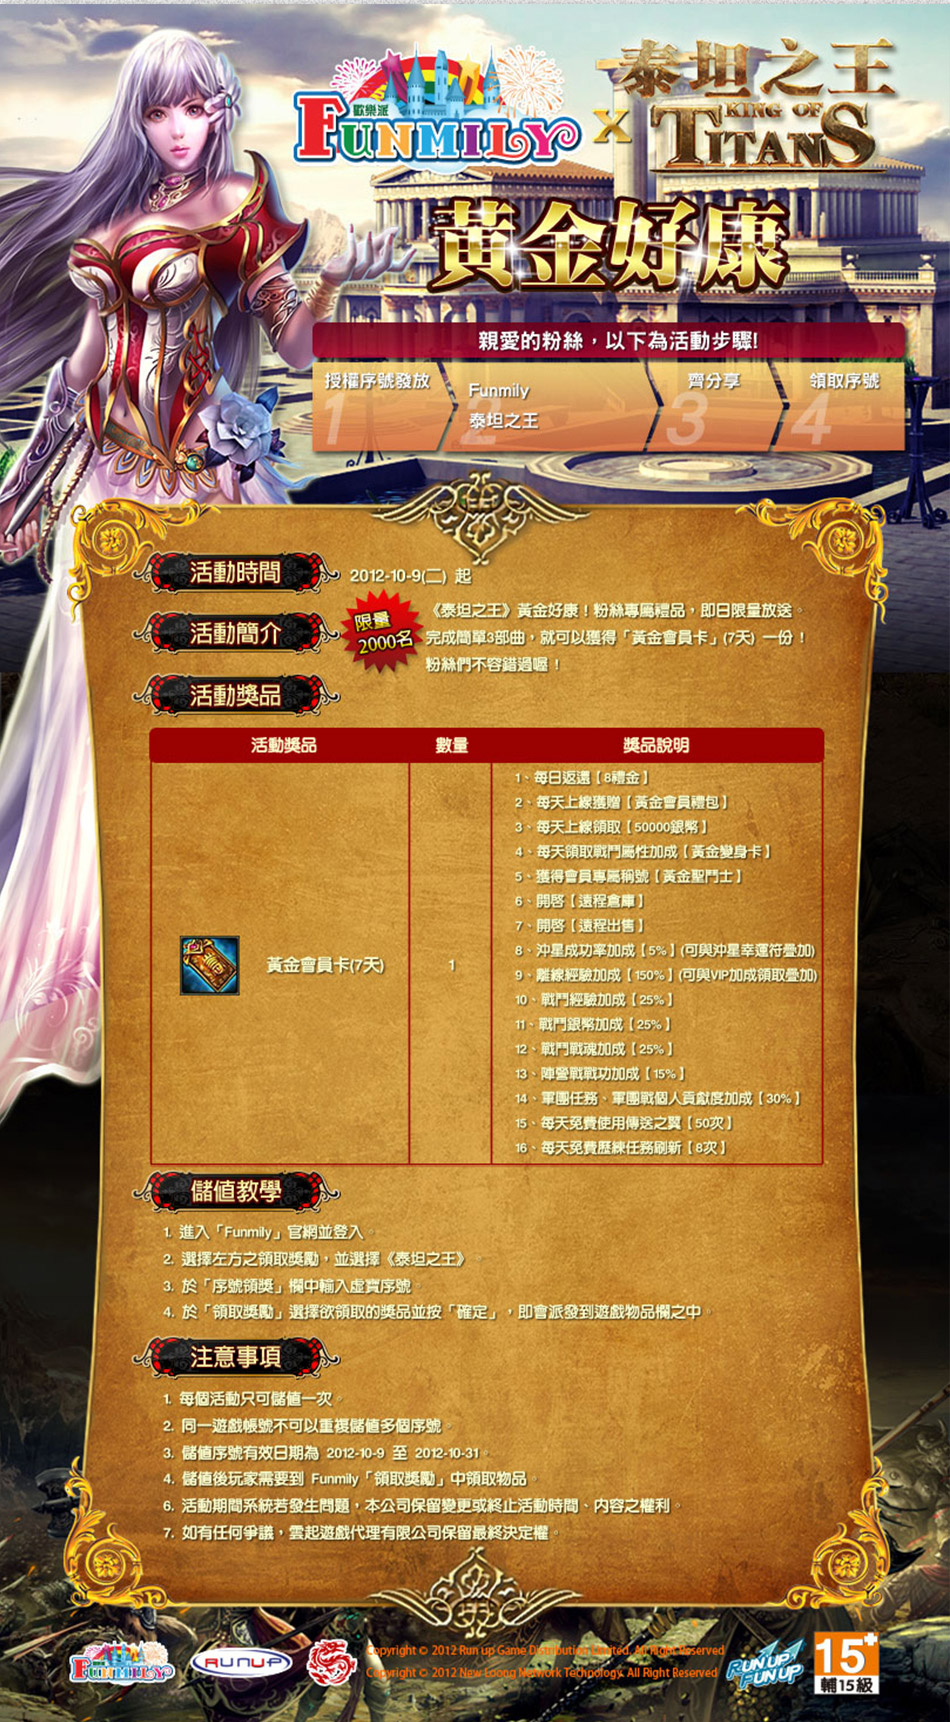 歡樂派
FUNMILY
X
泰坦之王
KING OF
TITANS
黃金好康
親愛的粉絲，以下為活動步驟!
授權序號發放
1
Funmily
泰坦之王
2
齊分享
3
領取序號
4
活動時間
2012-10-9(二) 起
活動簡介
限量
2000名
《泰坦之王》黃金好康！粉絲專屬禮品，即日限量放送。
完成簡單3部曲，就可以獲得「黃金會員卡」(7天) 一份！
粉絲們不容錯過喔！
活動獎品
活動獎品 數量 獎品說明
黃金會員卡(7天)
1
1、每日返還【8禮金】
2、每天上線獲贈【黃金會員禮包】
3、每天上線領取【50000銀幣】
4、每天領取戰鬥屬性加成【黃金變身卡】
5、獲得會員專屬稱號【黃金聖鬥士】
6、開啓【遠程倉庫】
7、開啓【遠程出售】
8、沖星成功率加成【5%】(可與沖星幸運符疊加)
9、離線經驗加成【150%】(可與VIP加成領取疊加)
10、戰鬥經驗加成【25%】
11、戰鬥銀幣加成【25%】
12、戰鬥戰魂加成【25%】
13、陣營戰戰功加成【15%】
14、軍團任務、軍團戰個人貢獻度加成【30%】
15、每天免費使用傳送之翼【50次】
16、每天免費歷練任務刷新【8次】
儲值教學
1. 進入「Funmily」官網並登入。
2. 選擇左方之領取獎勵，並選擇《泰坦之王》。
3. 於「序號領獎」欄中輸入虛寶序號。
4. 於「領取獎勵」選擇欲領取的獎品並按「確定」，即會派發到遊戲物品欄之中。
注意事項
1. 每個活動只可儲值一次。
2. 同一遊戲帳號不可以重複儲值多個序號。
3. 儲值序號有效日期為 2012-10-9 至 2012-10-31。
4. 儲值後玩家需要到 Funmily「領取獎勵」中領取物品。
6. 活動期間系統若發生問題，本公司保留變更或終止活動時間、內容之權利。
7. 如有任何爭議，雲起遊戲代理有限公司保留最終決定權。
FUNMILY
RUNUP
Copyright © 2012 Run up Game Distribution Limited. All Right Reserved
Copyright © 2012 New Loong Network Technology. All Right Reserved
RUN UP
FUN UP
15+
輔15級